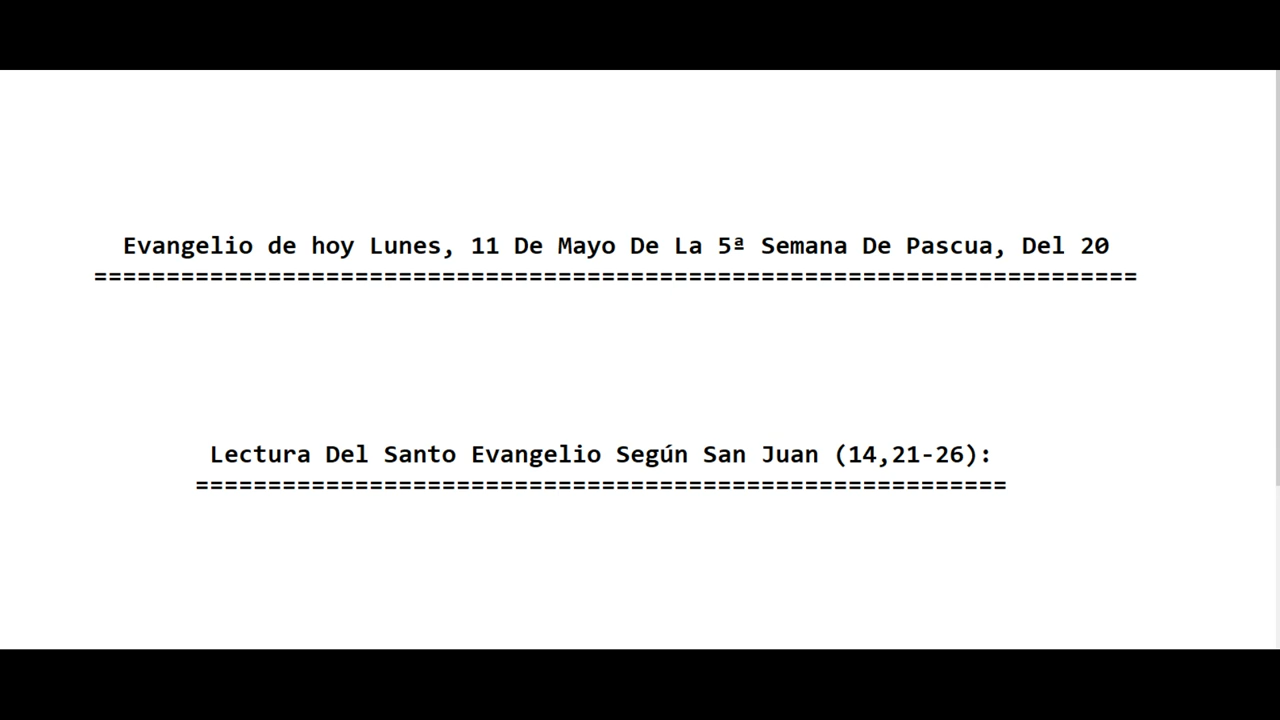 Evangelio de hoy Lunes, 11 De Mayo De La 5ª Semana De Pascua, Del 20
========================================================================
Lectura Del Santo Evangelio Según San Juan (14,21-26):
========================================================